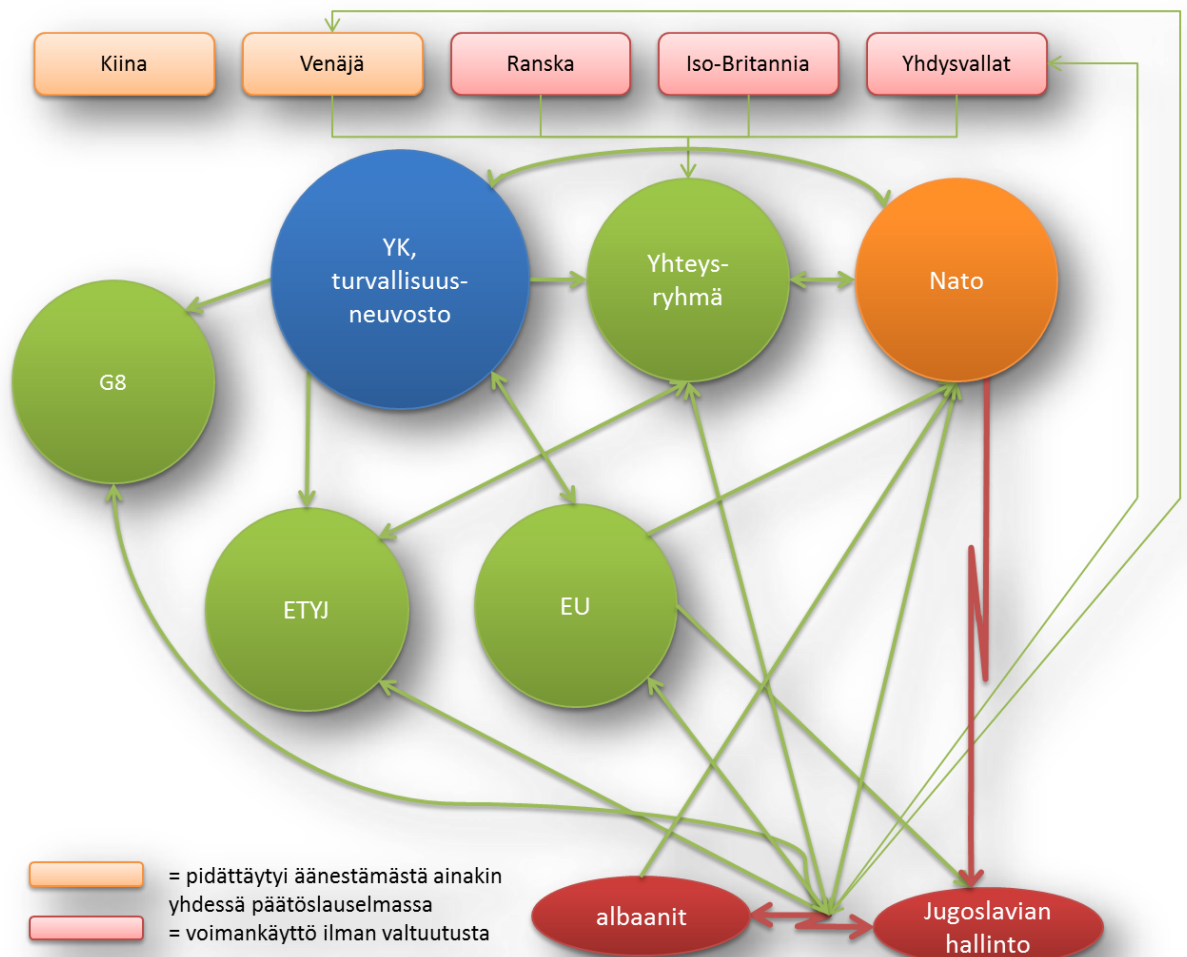 Kiina
Venäjä
Ranska
Iso-Britannia
Yhdysvallat
YK,
turvallisuus-
neuvosto
Yhteys-
ryhmä
Nato
G8
ETYJ
EU
albaanit
Jugoslavian
hallinto
= pidättäytyi äänestämästä ainakin
yhdessä päätöslauselmassa
= voimankäyttö ilman valtuutusta